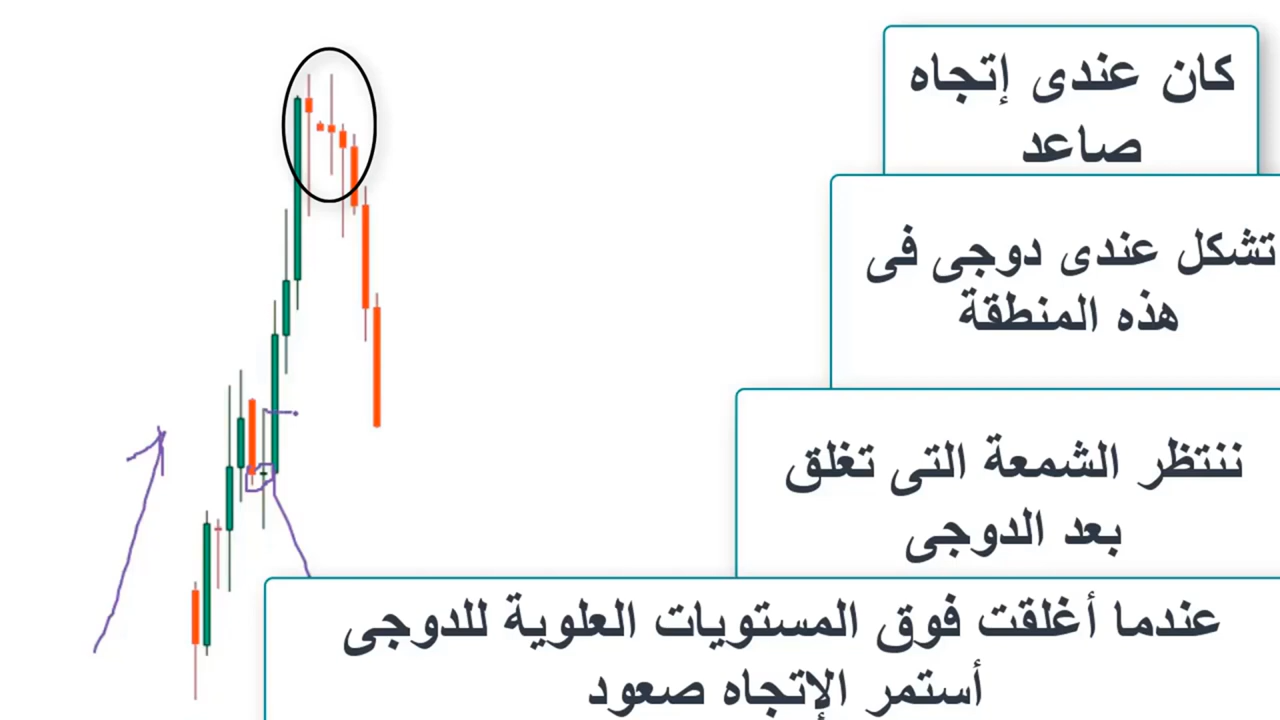 كان عندى إتجاه
صاعد
تشكل عندى دوجى فى
هذه المنطقة
ننتظر الشمعة التى تغلق
بعد الدوجى
عندما أغلقت فوق المستويات العلوية للدوجى
أستمر الإتجاه صعود